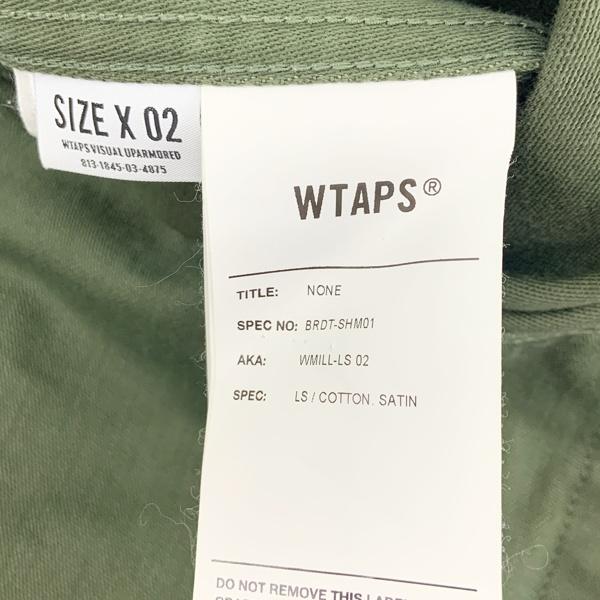 SIZE X 02
WTAPS VISUAL UPARMORED
813-1845-03-4875
WTAPS®
TITLE: NONE
SPEC NO: BRDT-SHM01
AKA: WMILL-LS 02
SPEC: LS / COTTON. SATIN
DO NOT REMOVE THIS